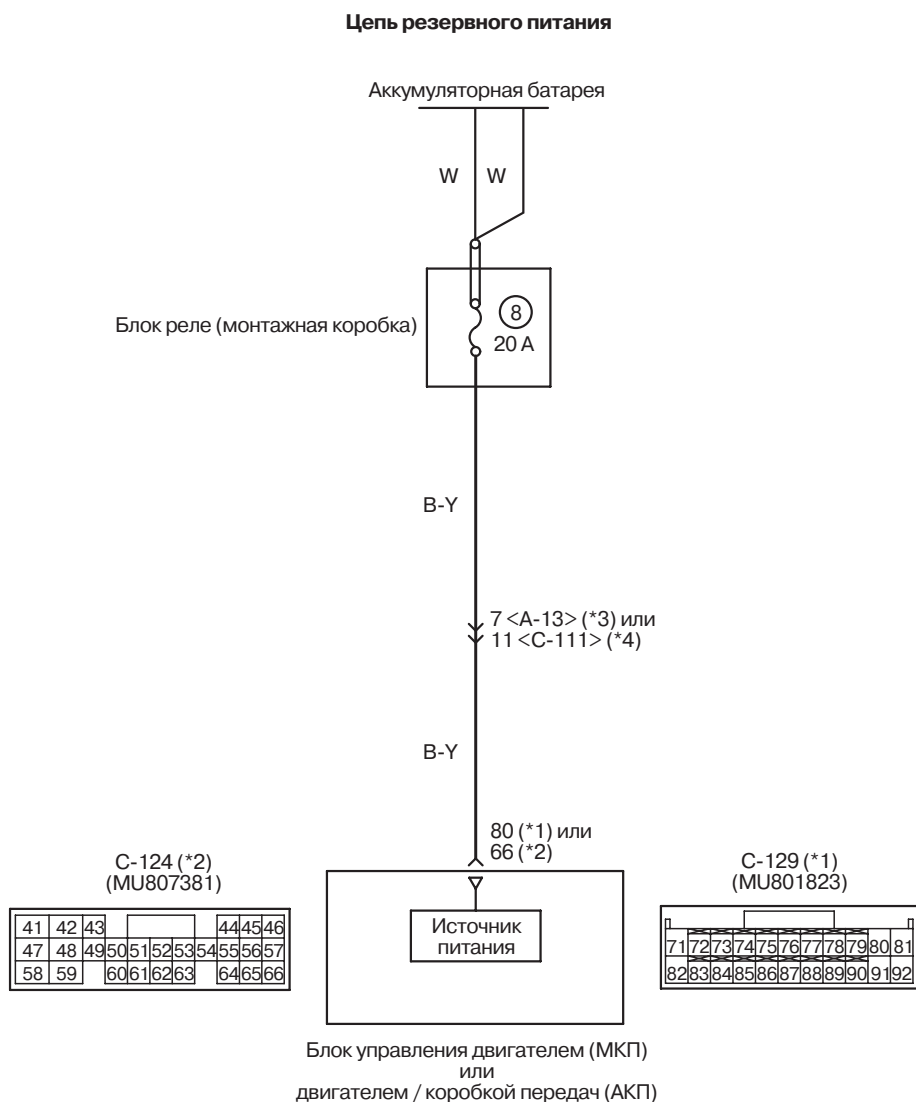 Цепь резервного питания
Аккумуляторная батарея
W W
Блок реле (монтажная коробка)
8
20 A
B-Y
7 <A-13> (*3) или
11 <C-111> (*4)
B-Y
80 (*1) или
66 (*2)
C-124 (*2)
(MU807381)
41 42 43 44 45 46
47 48 49 50 51 52 53 54 55 56 57
58 59 60 61 62 63 64 65 66
Источник
питания
C-129 (*1)
(MU801823)
71 72 73 74 75 76 77 78 79 80 81
82 83 84 85 86 87 88 89 90 91 92
Блок управления двигателем (МКП)
или
двигателем / коробкой передач (АКП)